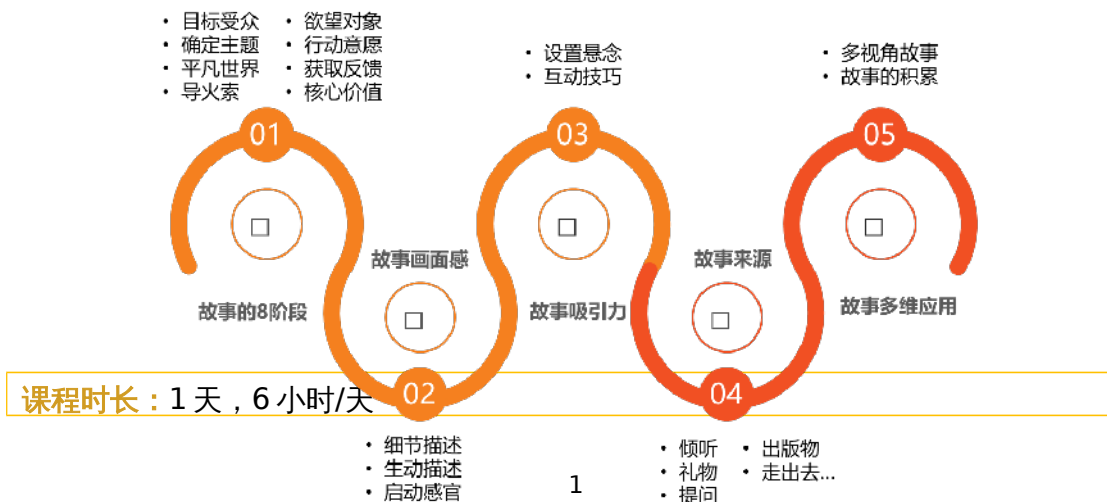 • 目标受众 • 欲望对象
• 确定主题 • 行动意愿
• 平凡世界 • 获取反馈
• 导火索 • 核心价值
• 设置悬念
• 互动技巧
• 多视角故事
• 故事的积累
01
03
05
故事画面感
故事来源
故事的8阶段
故事吸引力
故事多维应用
课程时长：1天，6小时/天
02
04
• 细节描述
• 生动描述
• 启动感官
• 倾听 • 出版物
• 礼物 • 走出去...
• 提问
1